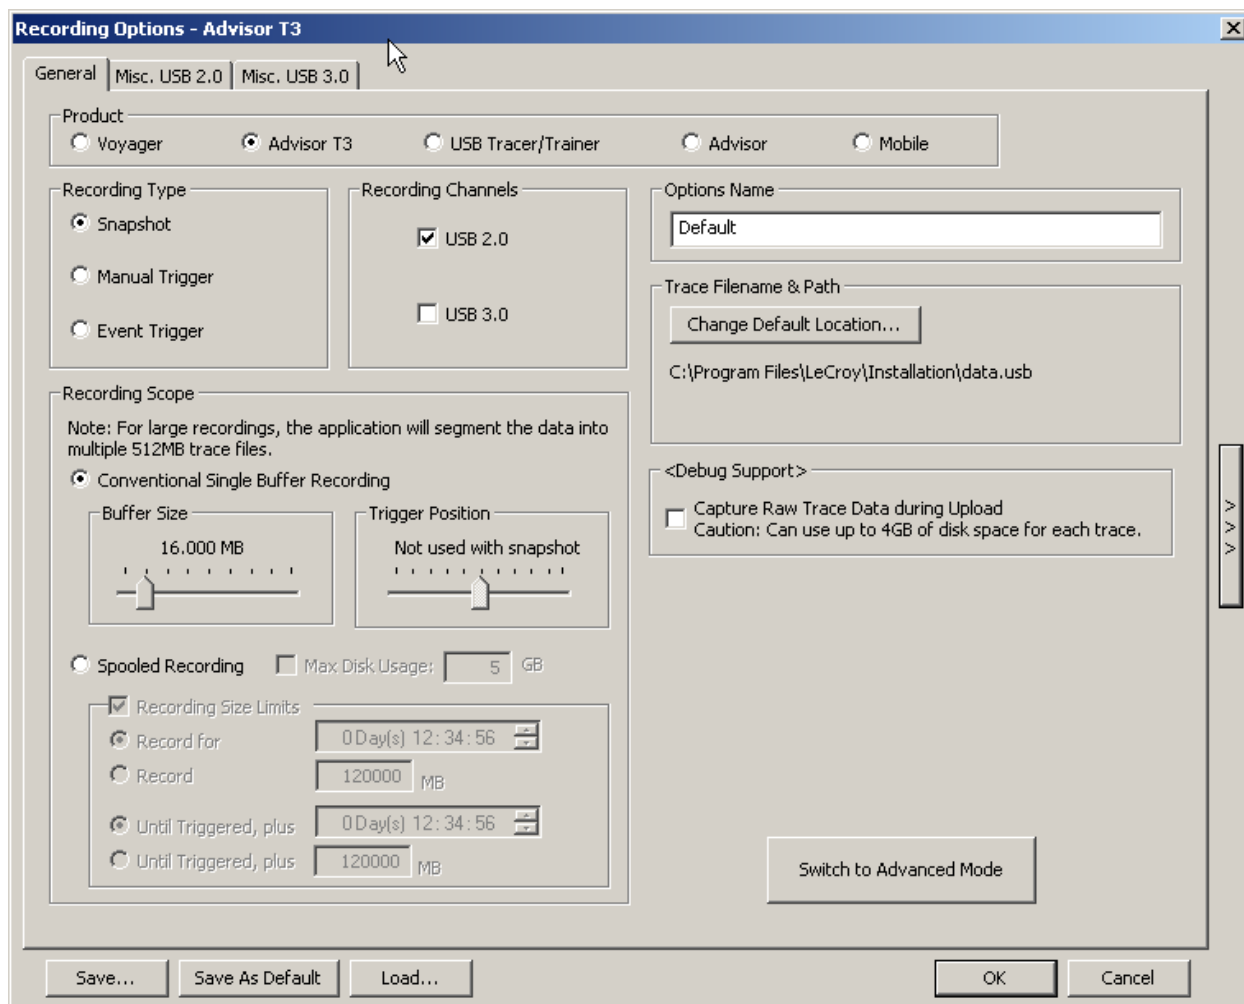 Recording Options - Advisor T3
General
Misc. USB 2.0
Misc. USB 3.0
Product
Voyager
Advisor T3
USB Tracer/Trainer
Advisor
Mobile
Recording Type
Snapshot
Manual Trigger
Event Trigger
Recording Channels
USB 2.0
USB 3.0
Options Name
Default
Trace Filename & Path
Change Default Location...
C:\Program Files\LeCroy\Installation\data.usb
Recording Scope
Note: For large recordings, the application will segment the data into
multiple 512MB trace files.
Conventional Single Buffer Recording
Buffer Size
16.000 MB
Trigger Position
Not used with snapshot
<Debug Support>
Capture Raw Trace Data during Upload
Caution: Can use up to 4GB of disk space for each trace.
>
>
>
Spooled Recording
Max Disk Usage:
5
GB
Recording Size Limits
Record for
0 Day(s) 12:34:56
Record
120000
MB
Until Triggered, plus
0 Day(s) 12:34:56
Until Triggered, plus
120000
MB
Switch to Advanced Mode
Save...
Save As Default
Load...
OK
Cancel